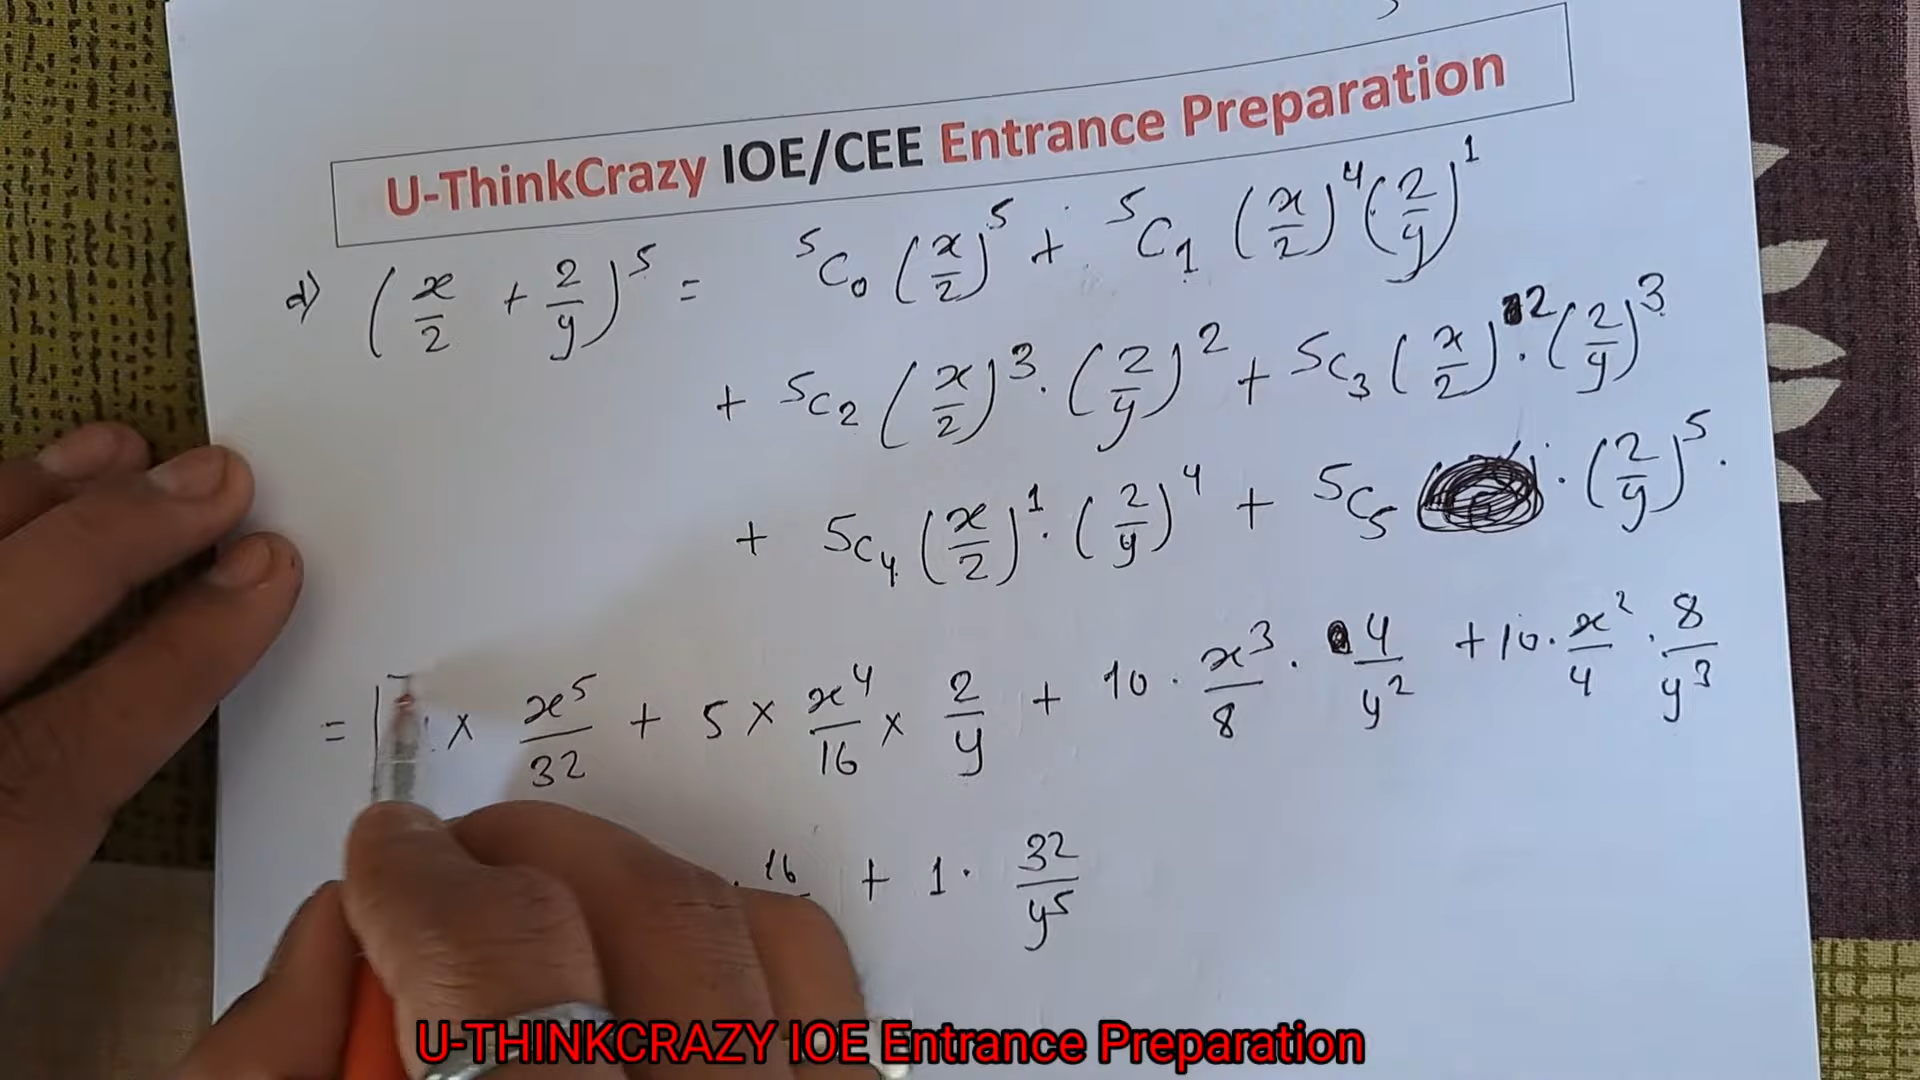 U-ThinkCrazy IOE/CEE Entrance Preparation
d) (x/2 + 2/y)^5 = 5C0 (x/2)^5 + 5C1 (x/2)^4 (2/y)^1
+ 5C2 (x/2)^3 · (2/y)^2 + 5C3 (x/2)^2 · (2/y)^3
+ 5C4 (x/2)^1 · (2/y)^4 + 5C5 · (2/y)^5 .
= × x^5/32 + 5 × x^4/16 × 2/y + 10 · x^3/8 · 4/y^2 + 10 · x^2/4 · 8/y^3
· 16 + 1 · 32/y^5
U-THINKCRAZY IOE Entrance Preparation